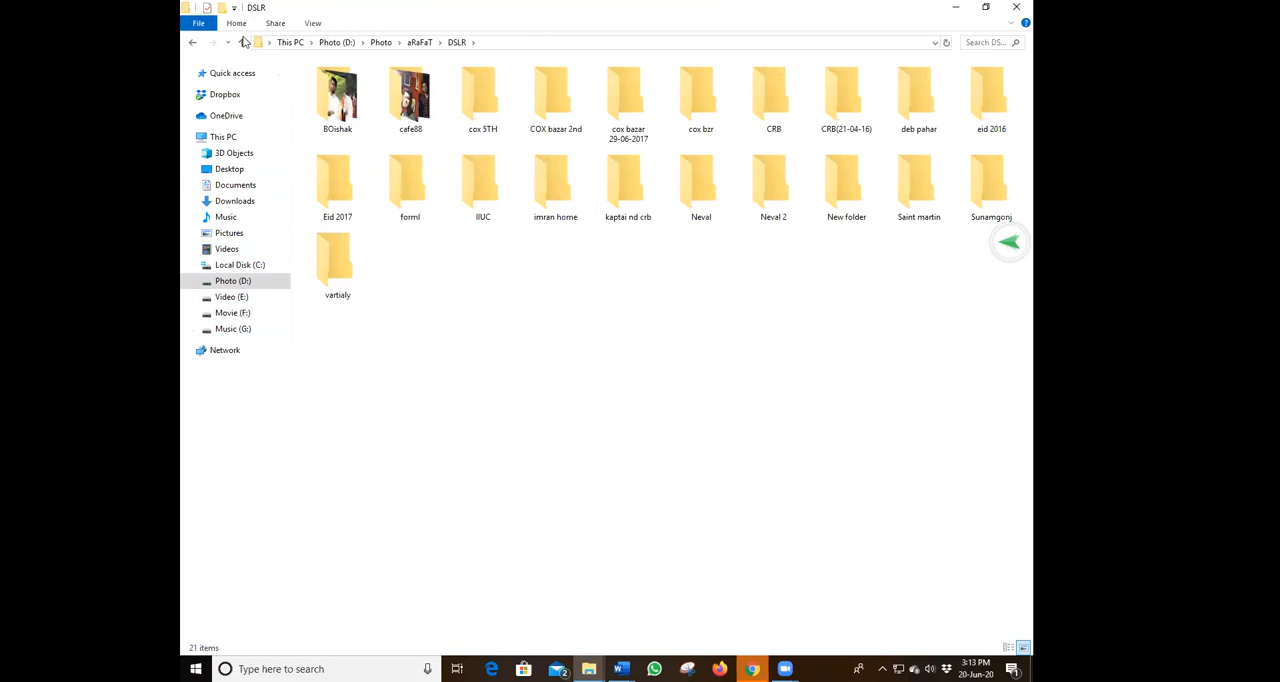 DSLR
File Home Share View
This PC > Photo (D:) > Photo > aRaFaT > DSLR >
Search DS...
Quick access
Dropbox
OneDrive
This PC
3D Objects
Desktop
Documents
Downloads
Music
Pictures
Videos
Local Disk (C:)
Photo (D:)
Video (E:)
Movie (F:)
Music (G:)
Network
BOishak cafe88 cox 5TH COX bazar 2nd cox bazar 29-06-2017 cox bzr CRB CRB(21-04-16) deb pahar eid 2016
Eid 2017 forml IIUC imran home kaptai nd crb Neval Neval 2 New folder Saint martin Sunamgonj
vartialy
21 items
Type here to search
2
3:13 PM
20-Jun-20
1